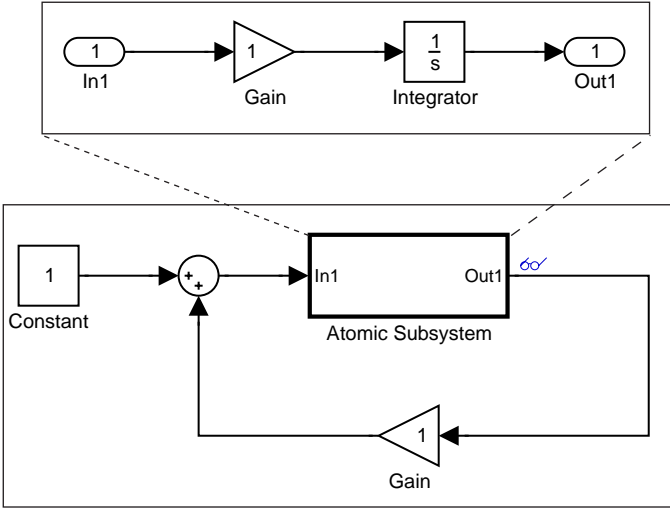 1
In1
1
Gain
1
s
Integrator
1
Out1
1
Constant
+
+
In1
Out1
Atomic Subsystem
1
Gain